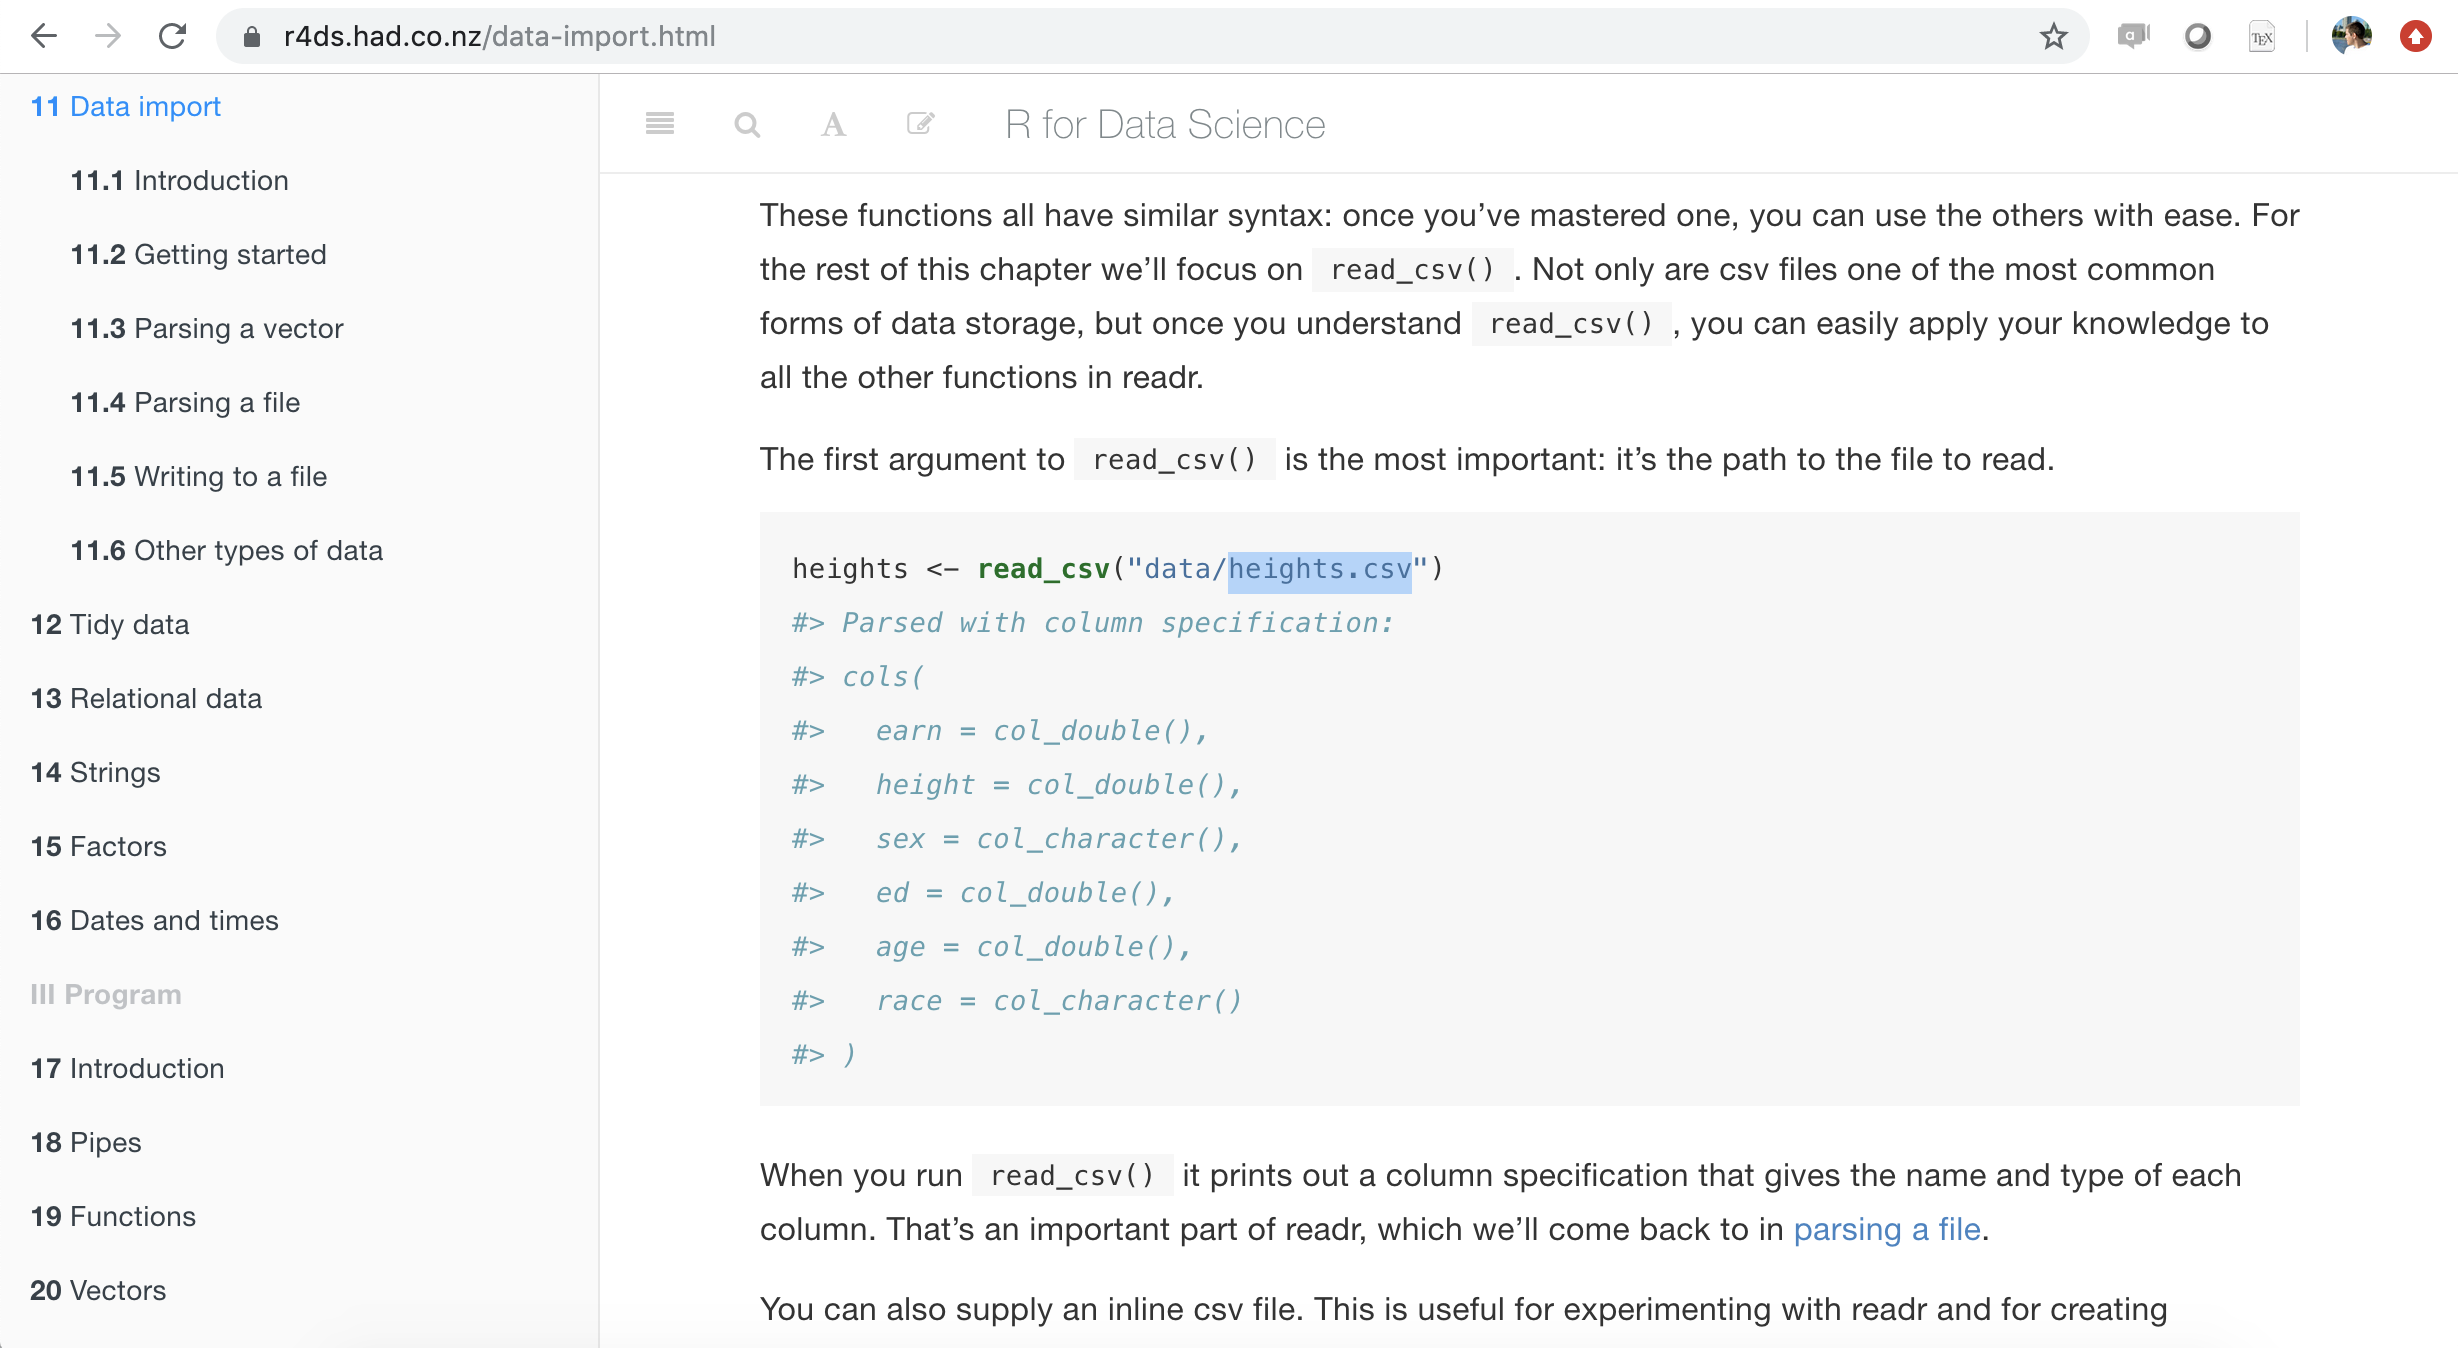 r4ds.had.co.nz/data-import.html
11 Data import
11.1 Introduction
11.2 Getting started
11.3 Parsing a vector
11.4 Parsing a file
11.5 Writing to a file
11.6 Other types of data
12 Tidy data
13 Relational data
14 Strings
15 Factors
16 Dates and times
III Program
17 Introduction
18 Pipes
19 Functions
20 Vectors
A
R for Data Science
These functions all have similar syntax: once you’ve mastered one, you can use the others with ease. For
the rest of this chapter we’ll focus on read_csv() . Not only are csv files one of the most common
forms of data storage, but once you understand read_csv() , you can easily apply your knowledge to
all the other functions in readr.
The first argument to read_csv() is the most important: it’s the path to the file to read.
heights <- read_csv("data/heights.csv")
#> Parsed with column specification:
#> cols(
#>   earn = col_double(),
#>   height = col_double(),
#>   sex = col_character(),
#>   ed = col_double(),
#>   age = col_double(),
#>   race = col_character()
#> )
When you run read_csv() it prints out a column specification that gives the name and type of each
column. That’s an important part of readr, which we’ll come back to in parsing a file.
You can also supply an inline csv file. This is useful for experimenting with readr and for creating
a
TEX